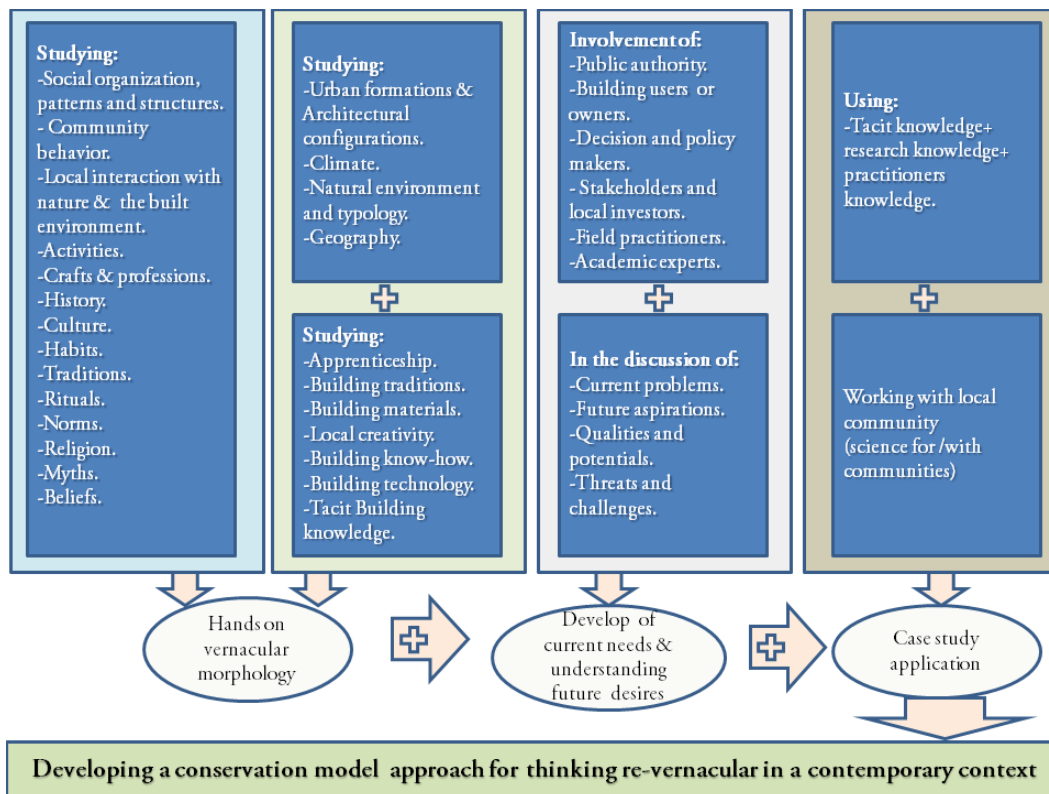 Studying:
-Social organization,
patterns and structures.
- Community
behavior.
-Local interaction with
nature & the built
environment.
-Activities.
-Crafts & professions.
-History.
-Culture.
-Habits.
-Traditions.
-Rituals.
-Norms.
-Religion.
-Myths.
-Beliefs.
Studying:
-Urban formations &
Architectural
configurations.
-Climate.
-Natural environment
and typology.
-Geography.
Studying:
-Apprenticeship.
-Building traditions.
-Building materials.
-Local creativity.
-Building know-how.
-Building technology.
-Tacit Building
knowledge.
Involvement of:
-Public authority.
-Building users or
owners.
-Decision and policy
makers.
-Stakeholders and
local investors.
-Field practitioners.
-Academic experts.
In the discussion of:
-Current problems.
-Future aspirations.
-Qualities and
potentials.
-Threats and
challenges.
Using:
-Tacit knowledge+
research knowledge+
practitioners
knowledge.
Working with local
community
(science for /with
communities)
Hands on
vernacular
morphology
Develop of
current needs &
understanding
future desires
Case study
application
Developing a conservation model approach for thinking re-vernacular in a contemporary context